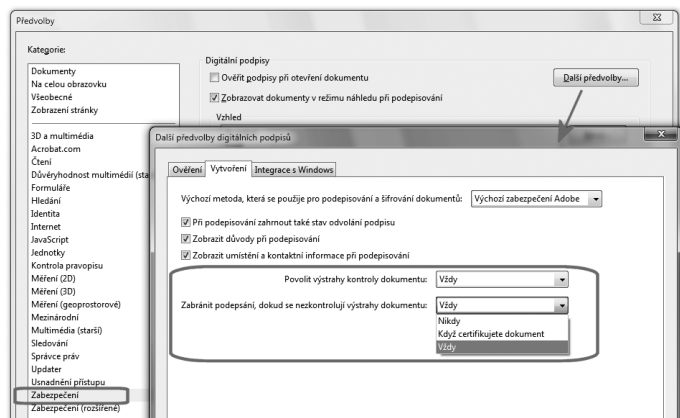 Předvolby
Kategorie:
Dokumenty
Na celou obrazovku
Všeobecné
Zobrazení stránky
3D a multimédia
Acrobat.com
Čtení
Důvěryhodnost multimédií (sta
Formuláře
Hledání
Identita
Internet
JavaScript
Jednotky
Kontrola pravopisu
Měření (2D)
Měření (3D)
Měření (geoprostorové)
Mezinárodní
Multimédia (starší)
Sledování
Správce práv
Updater
Usnadnění přístupu
Zabezpečení
Zabezpečení (rozšířené)
Digitální podpisy
Ověřit podpisy při otevření dokumentu
Další předvolby...
Zobrazovat dokumenty v režimu náhledu při podepisování
Vzhled
Další předvolby digitálních podpisů
Ověření Vytvoření Integrace s Windows
Výchozí metoda, která se použije pro podepisování a šifrování dokumentů: Výchozí zabezpečení Adobe
Při podepisování zahrnout také stav odvolání podpisu
Zobrazit důvody při podepisování
Zobrazit umístění a kontaktní informace při podepisování
Povolit výstrahy kontroly dokumentu: Vždy
Zabránit podepsání, dokud se nezkontrolují výstrahy dokumentu: Vždy
Nikdy
Když certifikujete dokument
Vždy